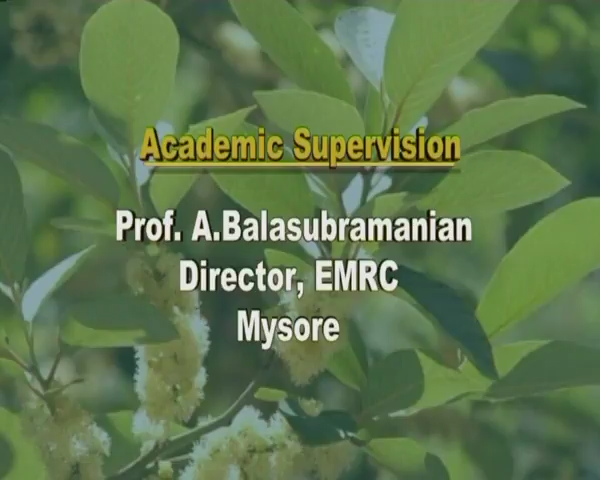 Academic Supervision
Prof. A.Balasubramanian
Director, EMRC
Mysore